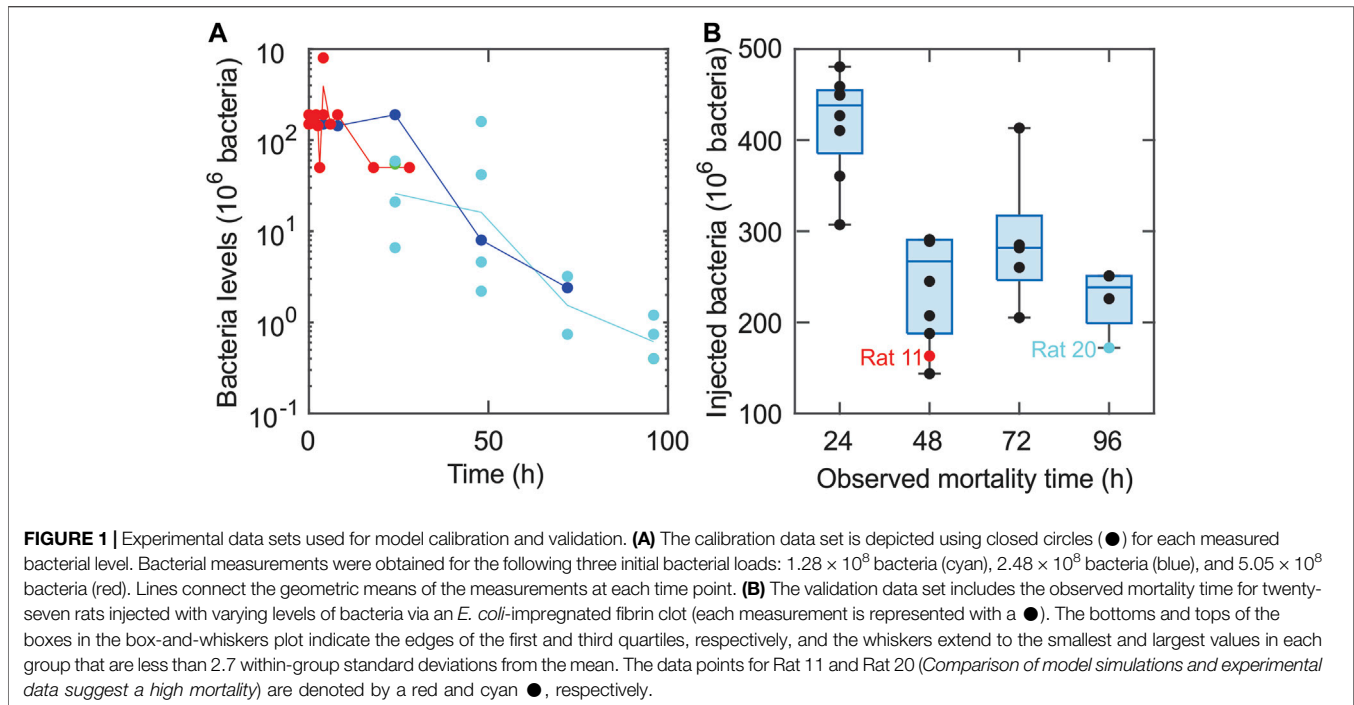 A
B
10
10²
10¹
10⁰
10⁻¹
Bacteria levels (10⁶ bacteria)
0
50
100
Time (h)
500
400
300
200
100
Injected bacteria (10⁶ bacteria)
Rat 11
Rat 20
24
48
72
96
Observed mortality time (h)
FIGURE 1 | Experimental data sets used for model calibration and validation. (A) The calibration data set is depicted using closed circles (●) for each measured
bacterial level. Bacterial measurements were obtained for the following three initial bacterial loads: 1.28 × 10⁸ bacteria (cyan), 2.48 × 10⁸ bacteria (blue), and 5.05 × 10⁸
bacteria (red). Lines connect the geometric means of the measurements at each time point. (B) The validation data set includes the observed mortality time for twenty-
seven rats injected with varying levels of bacteria via an E. coli-impregnated fibrin clot (each measurement is represented with a ●). The bottoms and tops of the
boxes in the box-and-whiskers plot indicate the edges of the first and third quartiles, respectively, and the whiskers extend to the smallest and largest values in each
group that are less than 2.7 within-group standard deviations from the mean. The data points for Rat 11 and Rat 20 (Comparison of model simulations and experimental
data suggest a high mortality) are denoted by a red and cyan ●, respectively.